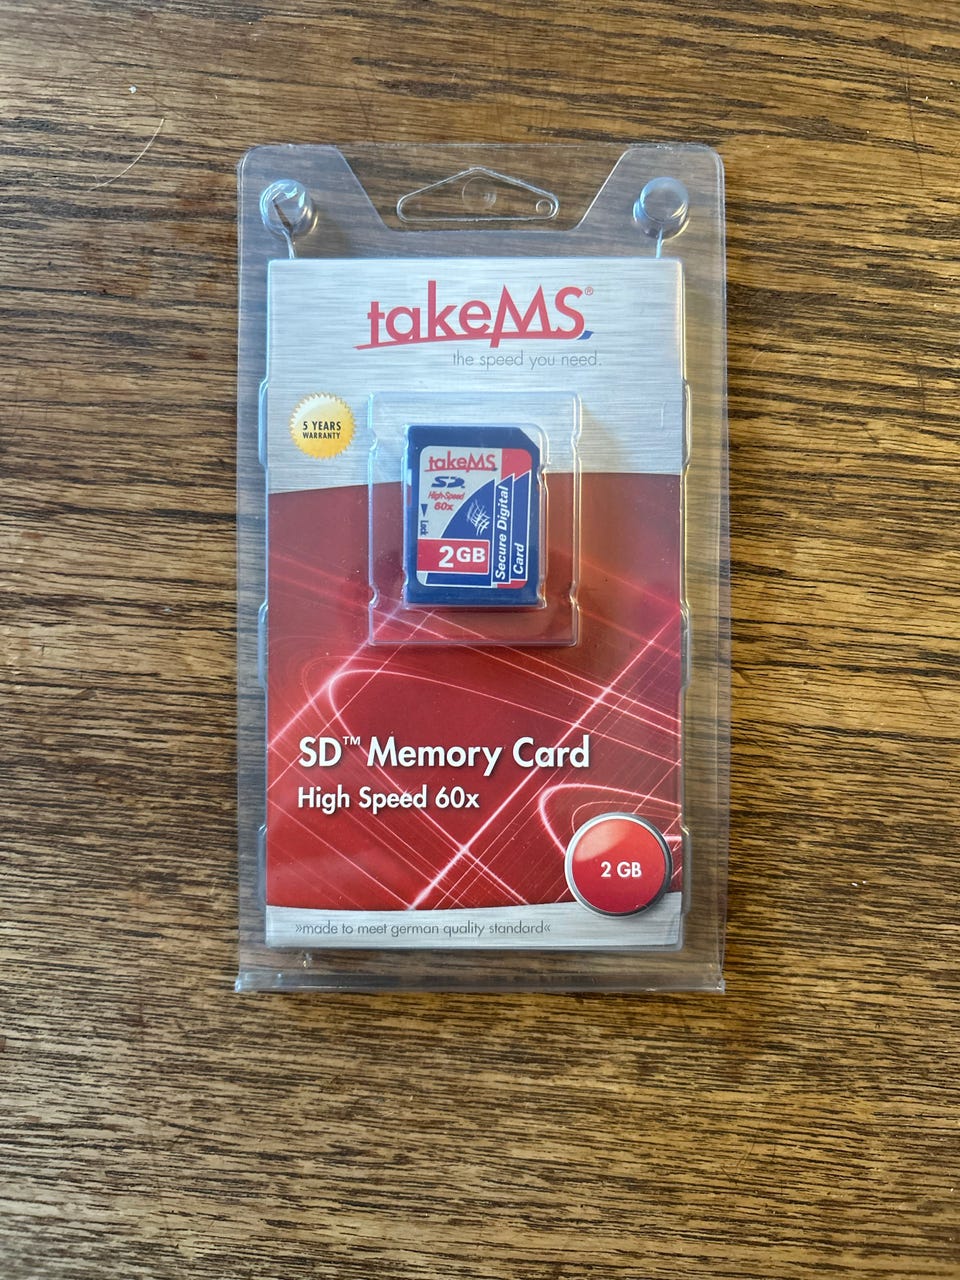 takeMS®
the speed you need.
5 YEARS
WARRANTY
takeMS
SD
High-Speed
60x
Lock
2GB
Secure Digital
Card
SD™ Memory Card
High Speed 60x
2 GB
»made to meet german quality standard«